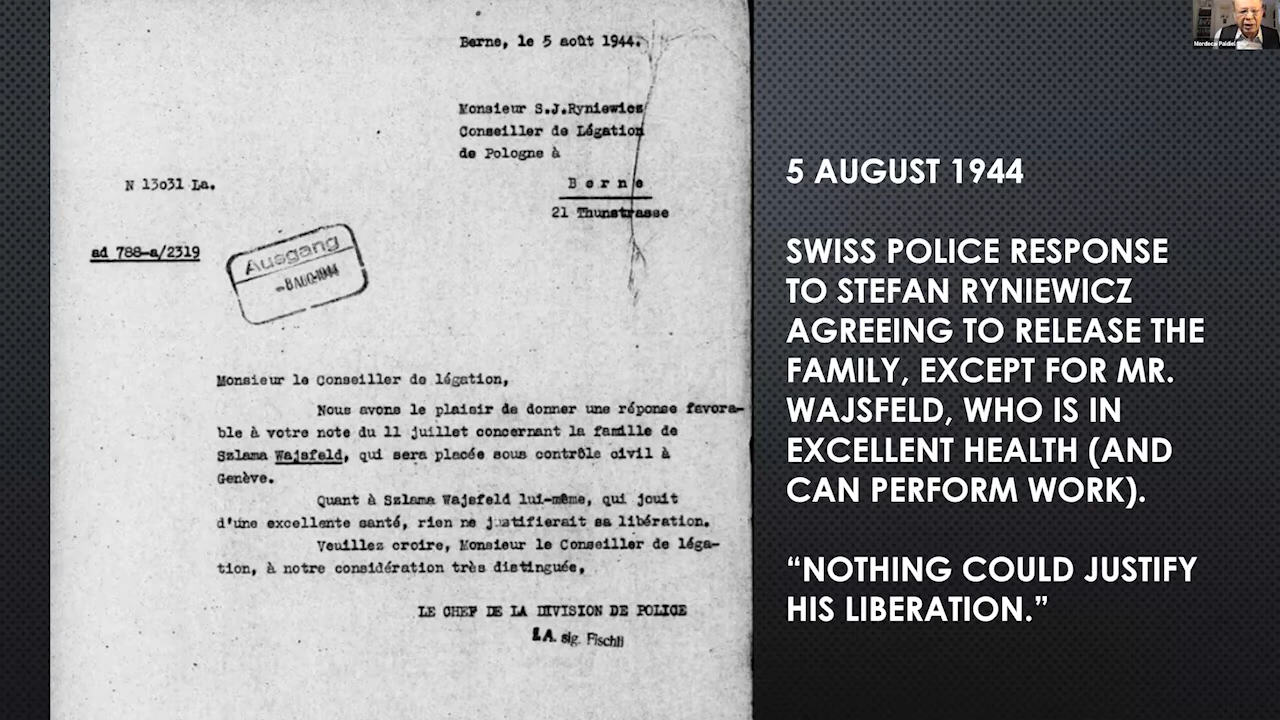 Berne, le 5 août 1944.
Monsieur S.J.Ryniewicz
Conseiller de Légation
de Pologne à
B e r n e
21 Thunstrasse
N 13o31 La.
ad 788-a/2319
Ausgang
-8 AUG 1944
Monsieur le Conseiller de légation,
Nous avons le plaisir de donner une réponse favora-
ble à votre note du 11 juillet concernant la famille de
Szlama Wajsfeld, qui sera placée sous contrôle civil à
Genève.
Quant à Szlama Wajsfeld lui-même, qui jouit
d'une excellente santé, rien ne justifierait sa libération.
Veuillez croire, Monsieur le Conseiller de léga-
tion, à notre considération très distinguée,
LE CHEF DE LA DIVISION DE POLICE
I.A. sig. Fischli
5 AUGUST 1944
SWISS POLICE RESPONSE
TO STEFAN RYNIEWICZ
AGREEING TO RELEASE THE
FAMILY, EXCEPT FOR MR.
WAJSFELD, WHO IS IN
EXCELLENT HEALTH (AND
CAN PERFORM WORK).
“NOTHING COULD JUSTIFY
HIS LIBERATION.”
Mordecai Paldiel